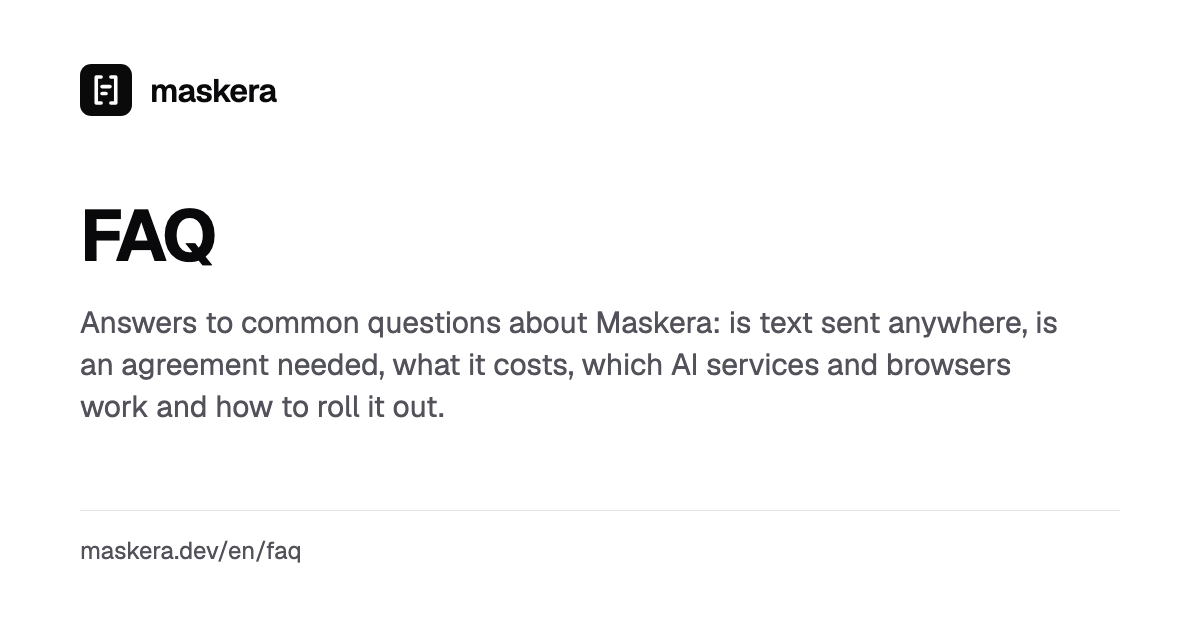 maskera
FAQ
Answers to common questions about Maskera: is text sent anywhere, is
an agreement needed, what it costs, which AI services and browsers
work and how to roll it out.
maskera.dev/en/faq